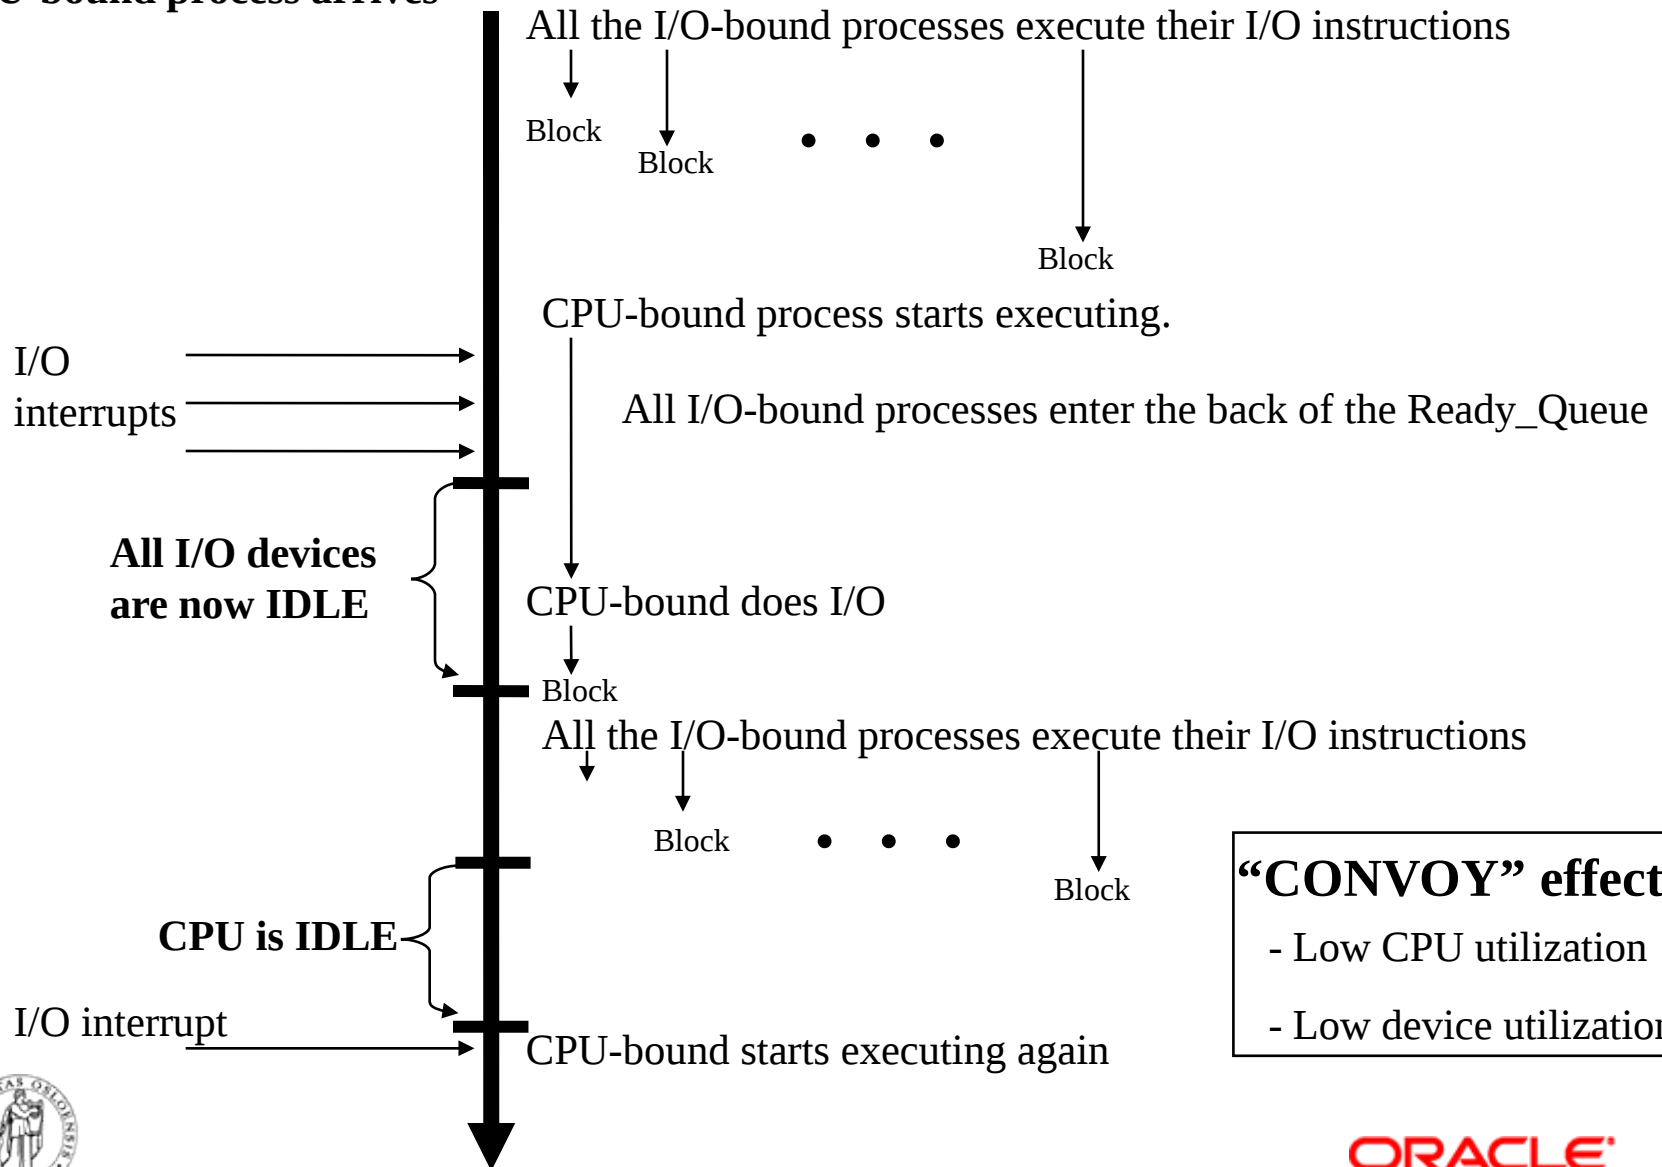 bound process arrives
All the I/O-bound processes execute their I/O instructions
Block
Block
• • •
Block
CPU-bound process starts executing.
I/O
interrupts
All I/O-bound processes enter the back of the Ready_Queue
All I/O devices
are now IDLE
CPU-bound does I/O
Block
All the I/O-bound processes execute their I/O instructions
Block
• • •
Block
“CONVOY” effect
- Low CPU utilization
- Low device utilization
CPU is IDLE
I/O interrupt
CPU-bound starts executing again
ORACLE